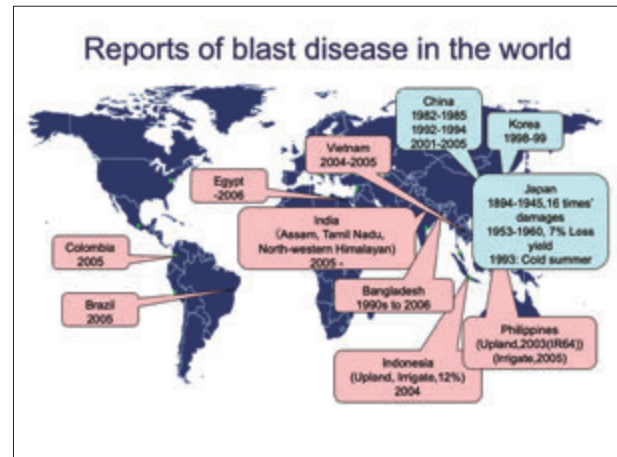 Reports of blast disease in the world
China
1982-1985
1992-1994
2001-2005
Korea
1998-99
Vietnam
2004-2005
Egypt
-2006
Japan
1894-1945,16 times'
damages
1953-1960, 7% Loss
yield
1993: Cold summer
India
(Assam, Tamil Nadu,
North-western Himalayan)
2005 -
Colombia
2005
Bangladesh
1990s to 2006
Brazil
2005
Philippines
(Upland,2003(IR64))
(Irrigate,2005)
Indonesia
(Upland, Irrigate,12%)
2004